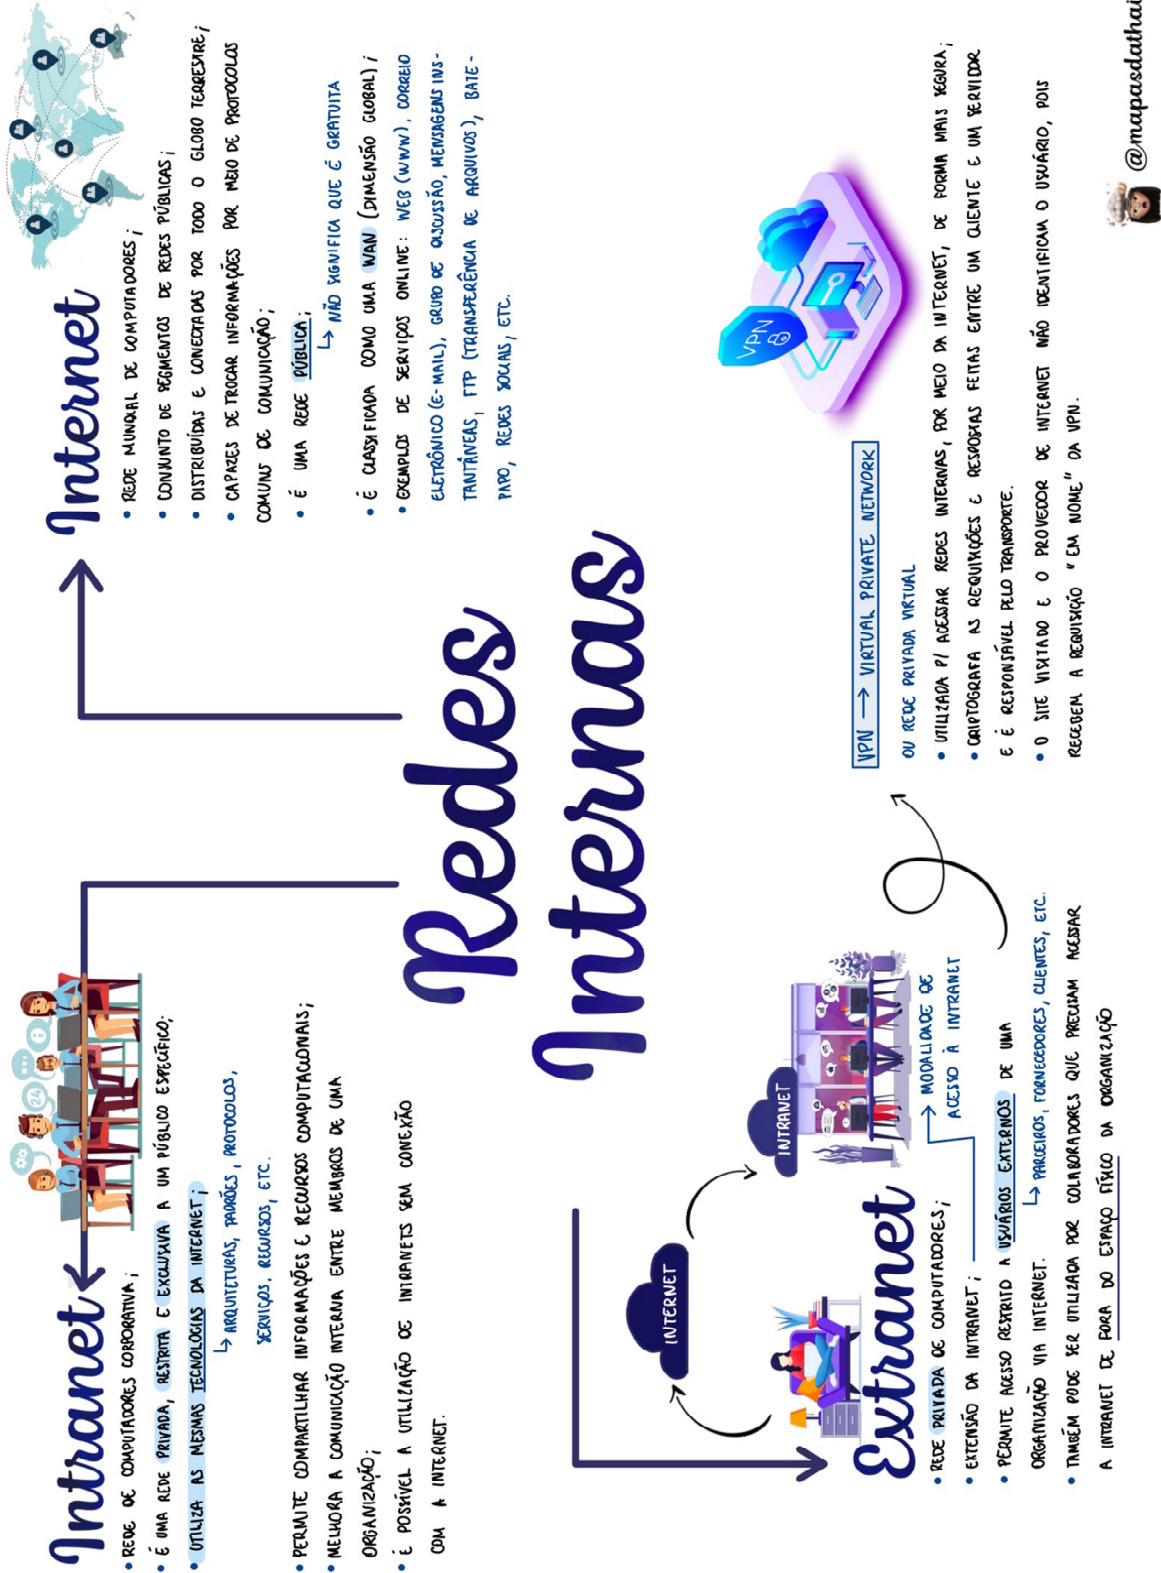 Redes
Internas
Intranet
• REDE DE COMPUTADORES CORPORATIVA;
• É UMA REDE PRIVADA, RESTRITA E EXCLUSIVA A UM PÚBLICO ESPECÍFICO;
• UTILIZA AS MESMAS TECNOLOGIAS DA INTERNET;
↳ ARQUITETURAS, PADRÕES, PROTOCOLOS,
SERVIÇOS, RECURSOS, ETC.
• PERMITE COMPARTILHAR INFORMAÇÕES E RECURSOS COMPUTACIONAIS;
• MELHORA A COMUNICAÇÃO INTERNA ENTRE MEMBROS DE UMA
ORGANIZAÇÃO;
• É POSSÍVEL A UTILIZAÇÃO DE INTRANETS SEM CONEXÃO
COM A INTERNET.
24
Internet
• REDE MUNDIAL DE COMPUTADORES;
• CONJUNTO DE SEGMENTOS DE REDES PÚBLICAS;
• DISTRIBUÍDAS E CONECTADAS POR TODO O GLOBO TERRESTRE;
• CAPAZES DE TROCAR INFORMAÇÕES POR MEIO DE PROTOCOLOS
COMUNS DE COMUNICAÇÃO;
• É UMA REDE PÚBLICA;
↳ NÃO SIGNIFICA QUE É GRATUITA
• É CLASSIFICADA COMO UMA WAN (DIMENSÃO GLOBAL);
• EXEMPLOS DE SERVIÇOS ONLINE: WEB (WWW), CORREIO
ELETRÔNICO (E-MAIL), GRUPO DE DISCUSSÃO, MENSAGENS INS-
TANTÂNEAS, FTP (TRANSFERÊNCIA DE ARQUIVOS), BATE-
PAPO, REDES SOCIAIS, ETC.
INTERNET
INTRANET
Extranet
• REDE PRIVADA DE COMPUTADORES;
• EXTENSÃO DA INTRANET;
→ MODALIDADE DE
ACESSO À INTRANET
• PERMITE ACESSO RESTRITO A USUÁRIOS EXTERNOS DE UMA
ORGANIZAÇÃO VIA INTERNET.
↳ PARCEIROS, FORNECEDORES, CLIENTES, ETC.
• TAMBÉM PODE SER UTILIZADA POR COLABORADORES QUE PRECISAM ACESSAR
A INTRANET DE FORA DO ESPAÇO FÍSICO DA ORGANIZAÇÃO
VPN → VIRTUAL PRIVATE NETWORK
OU REDE PRIVADA VIRTUAL
• UTILIZADA P/ ACESSAR REDES INTERNAS, POR MEIO DA INTERNET, DE FORMA MAIS SEGURA;
• CRIPTOGRAFA AS REQUISIÇÕES E RESPOSTAS FEITAS ENTRE UM CLIENTE E UM SERVIDOR
E É RESPONSÁVEL PELO TRANSPORTE.
• O SITE VISITADO E O PROVEDOR DE INTERNET NÃO IDENTIFICAM O USUÁRIO, POIS
RECEBEM A REQUISIÇÃO "EM NOME" DA VPN.
VPN
@mapasdathai